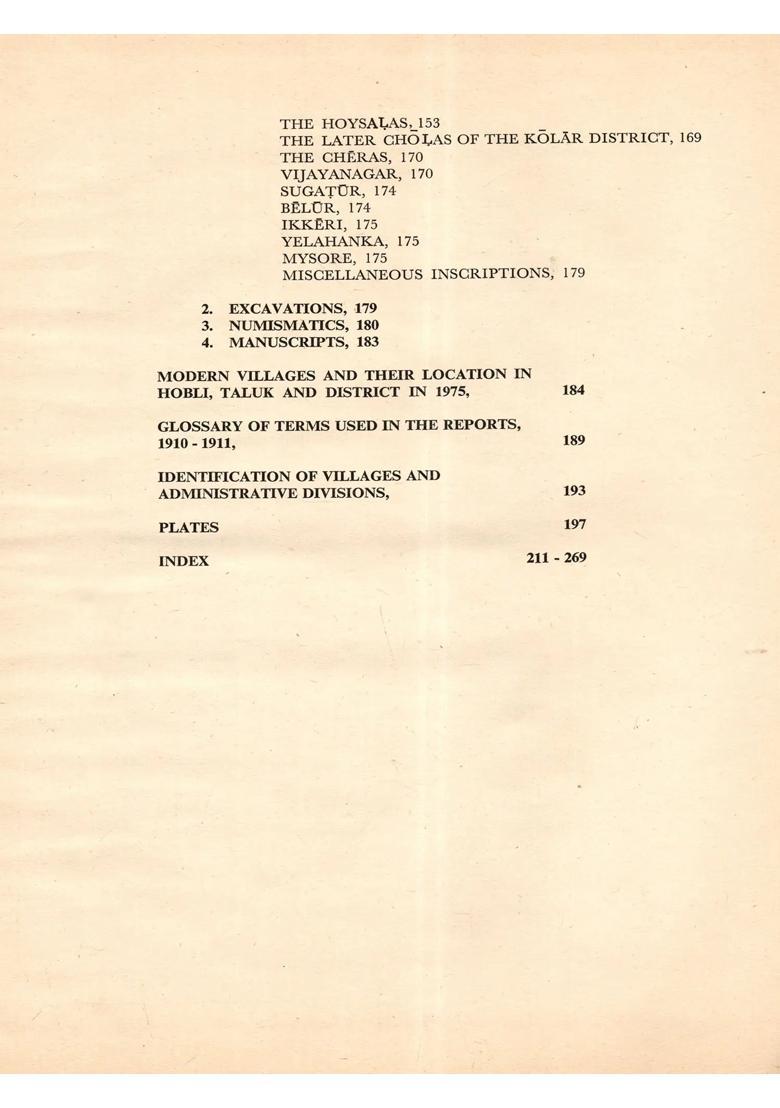 THE HOYSAḶAS, 153
THE LATER CHŌḶAS OF THE KŌLĀR DISTRICT, 169
THE CHĒRAS, 170
VIJAYANAGAR, 170
SUGAṬŪR, 174
BĒLŪR, 174
IKKĒRI, 175
YELAHANKA, 175
MYSORE, 175
MISCELLANEOUS INSCRIPTIONS, 179
2. EXCAVATIONS, 179
3. NUMISMATICS, 180
4. MANUSCRIPTS, 183
MODERN VILLAGES AND THEIR LOCATION IN
HOBLI, TALUK AND DISTRICT IN 1975, 184
GLOSSARY OF TERMS USED IN THE REPORTS,
1910 - 1911, 189
IDENTIFICATION OF VILLAGES AND
ADMINISTRATIVE DIVISIONS, 193
PLATES 197
INDEX 211 - 269